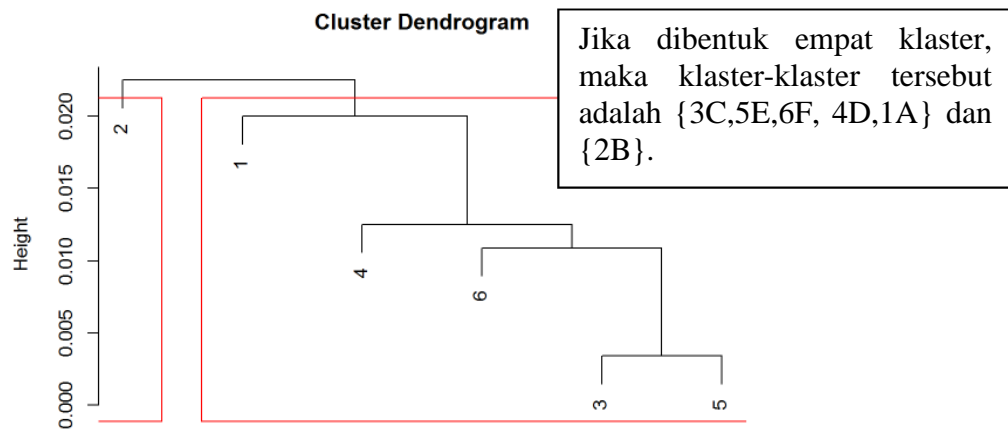 Cluster Dendrogram
Jika dibentuk empat klaster,
maka klaster-klaster tersebut
adalah {3C,5E,6F, 4D,1A} dan
{2B}.
Height
0.020
0.015
0.010
0.005
0.000
2
1
4
6
3
5